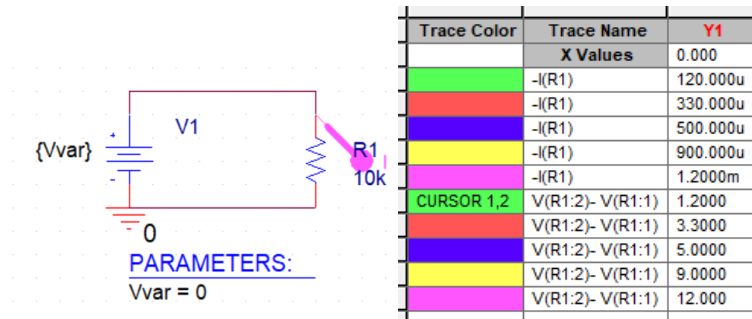 V1
{Vvar}
+
-
R1
I
10k
0
PARAMETERS:
Vvar = 0
Trace Color Trace Name Y1
X Values 0.000
-I(R1) 120.000u
-I(R1) 330.000u
-I(R1) 500.000u
-I(R1) 900.000u
-I(R1) 1.2000m
CURSOR 1,2 V(R1:2)- V(R1:1) 1.2000
V(R1:2)- V(R1:1) 3.3000
V(R1:2)- V(R1:1) 5.0000
V(R1:2)- V(R1:1) 9.0000
V(R1:2)- V(R1:1) 12.000